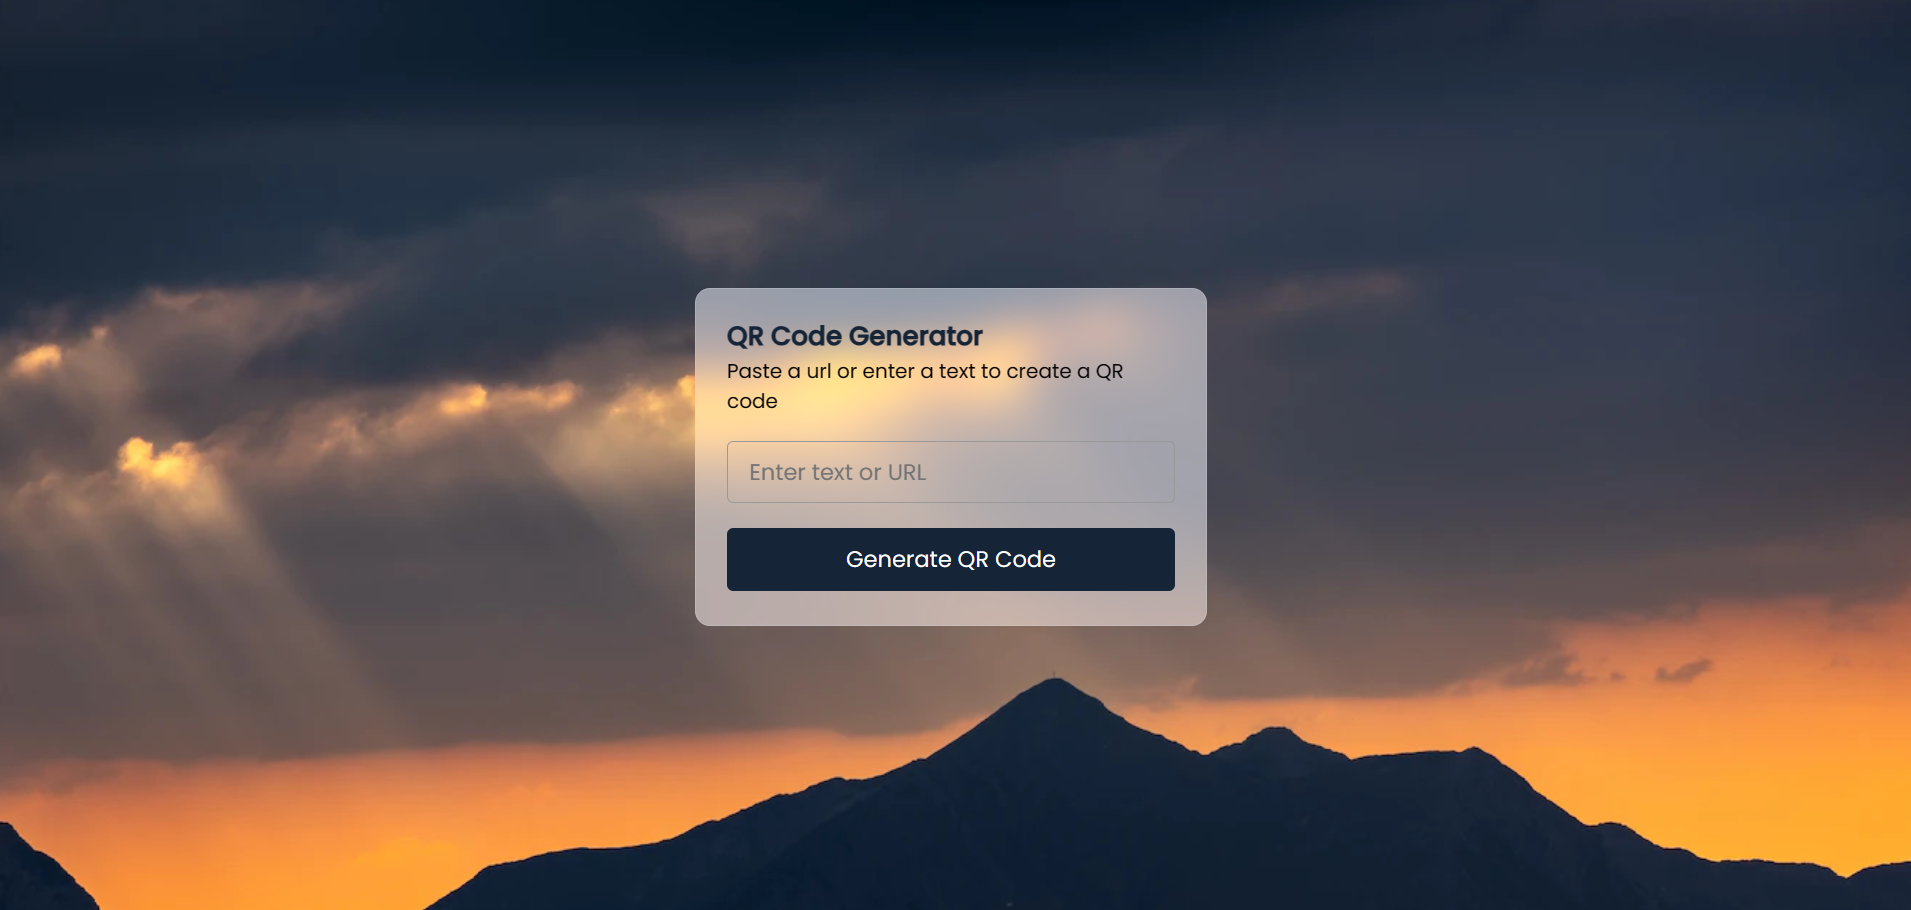 QR Code Generator
Paste a url or enter a text to create a QR
code
Enter text or URL
Generate QR Code